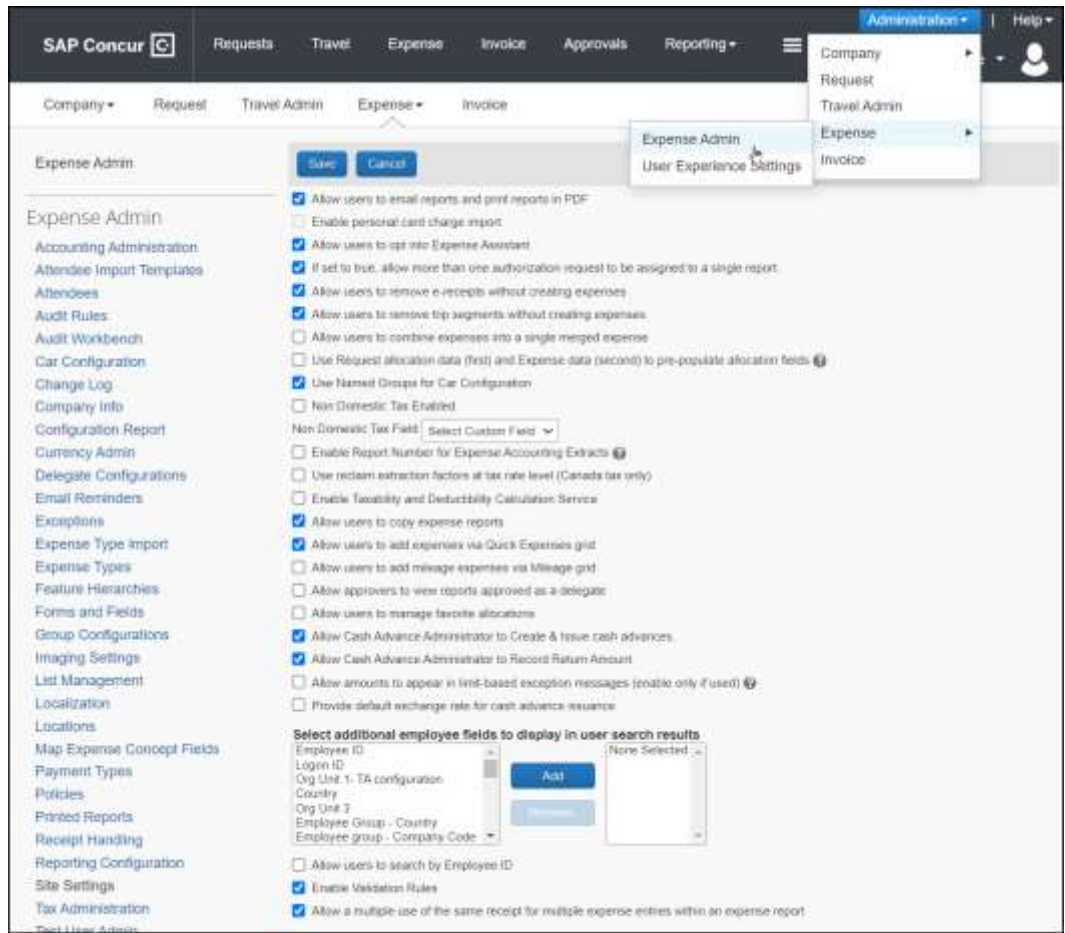 Administration | Help
SAP Concur C Requests Travel Expense Invoice Approvals Reporting
Company
Request
Travel Admin
Expense
Invoice
Expense Admin
User Experience Settings
Company Request Travel Admin Expense Invoice
Expense Admin
Save Cancel
Expense Admin
Accounting Administration
Attendee Import Templates
Attendees
Audit Rules
Audit Workbench
Car Configuration
Change Log
Company Info
Configuration Report
Currency Admin
Delegate Configurations
Email Reminders
Exceptions
Expense Type Import
Expense Types
Feature Hierarchies
Forms and Fields
Group Configurations
Imaging Settings
List Management
Localization
Locations
Map Expense Concept Fields
Payment Types
Policies
Printed Reports
Receipt Handling
Reporting Configuration
Site Settings
Tax Administration
Test User Admin
Allow users to email reports and print reports in PDF
Enable personal card charge import
Allow users to opt into Expense Assistant
If set to true, allow more than one authorization request to be assigned to a single report
Allow users to remove e-receipts without creating expenses
Allow users to remove trip segments without creating expenses
Allow users to combine expenses into a single merged expense
Use Request allocation data (first) and Expense data (second) to pre-populate allocation fields ?
Use Named Groups for Car Configuration
Non Domestic Tax Enabled
Non Domestic Tax Field: Select Custom Field
Enable Report Number for Expense Accounting Extracts ?
Use reclaim extraction factors at tax rate level (Canada tax only)
Enable Taxability and Deductibility Calculation Service
Allow users to copy expense reports
Allow users to add expenses via Quick Expenses grid
Allow users to add mileage expenses via Mileage grid
Allow approvers to view reports approved as a delegate
Allow users to manage favorite allocations
Allow Cash Advance Administrator to Create & Issue cash advances.
Allow Cash Advance Administrator to Record Return Amount
Allow amounts to appear in limit-based exception messages (enable only if used) ?
Provide default exchange rate for cash advance issuance
Select additional employee fields to display in user search results
Employee ID
Logon ID
Org Unit 1- TA configuration
Country
Org Unit 3
Employee Group - Country
Employee group - Company Code
Add
None Selected
Allow users to search by Employee ID
Enable Validation Rules
Allow a multiple use of the same receipt for multiple expense entries within an expense report